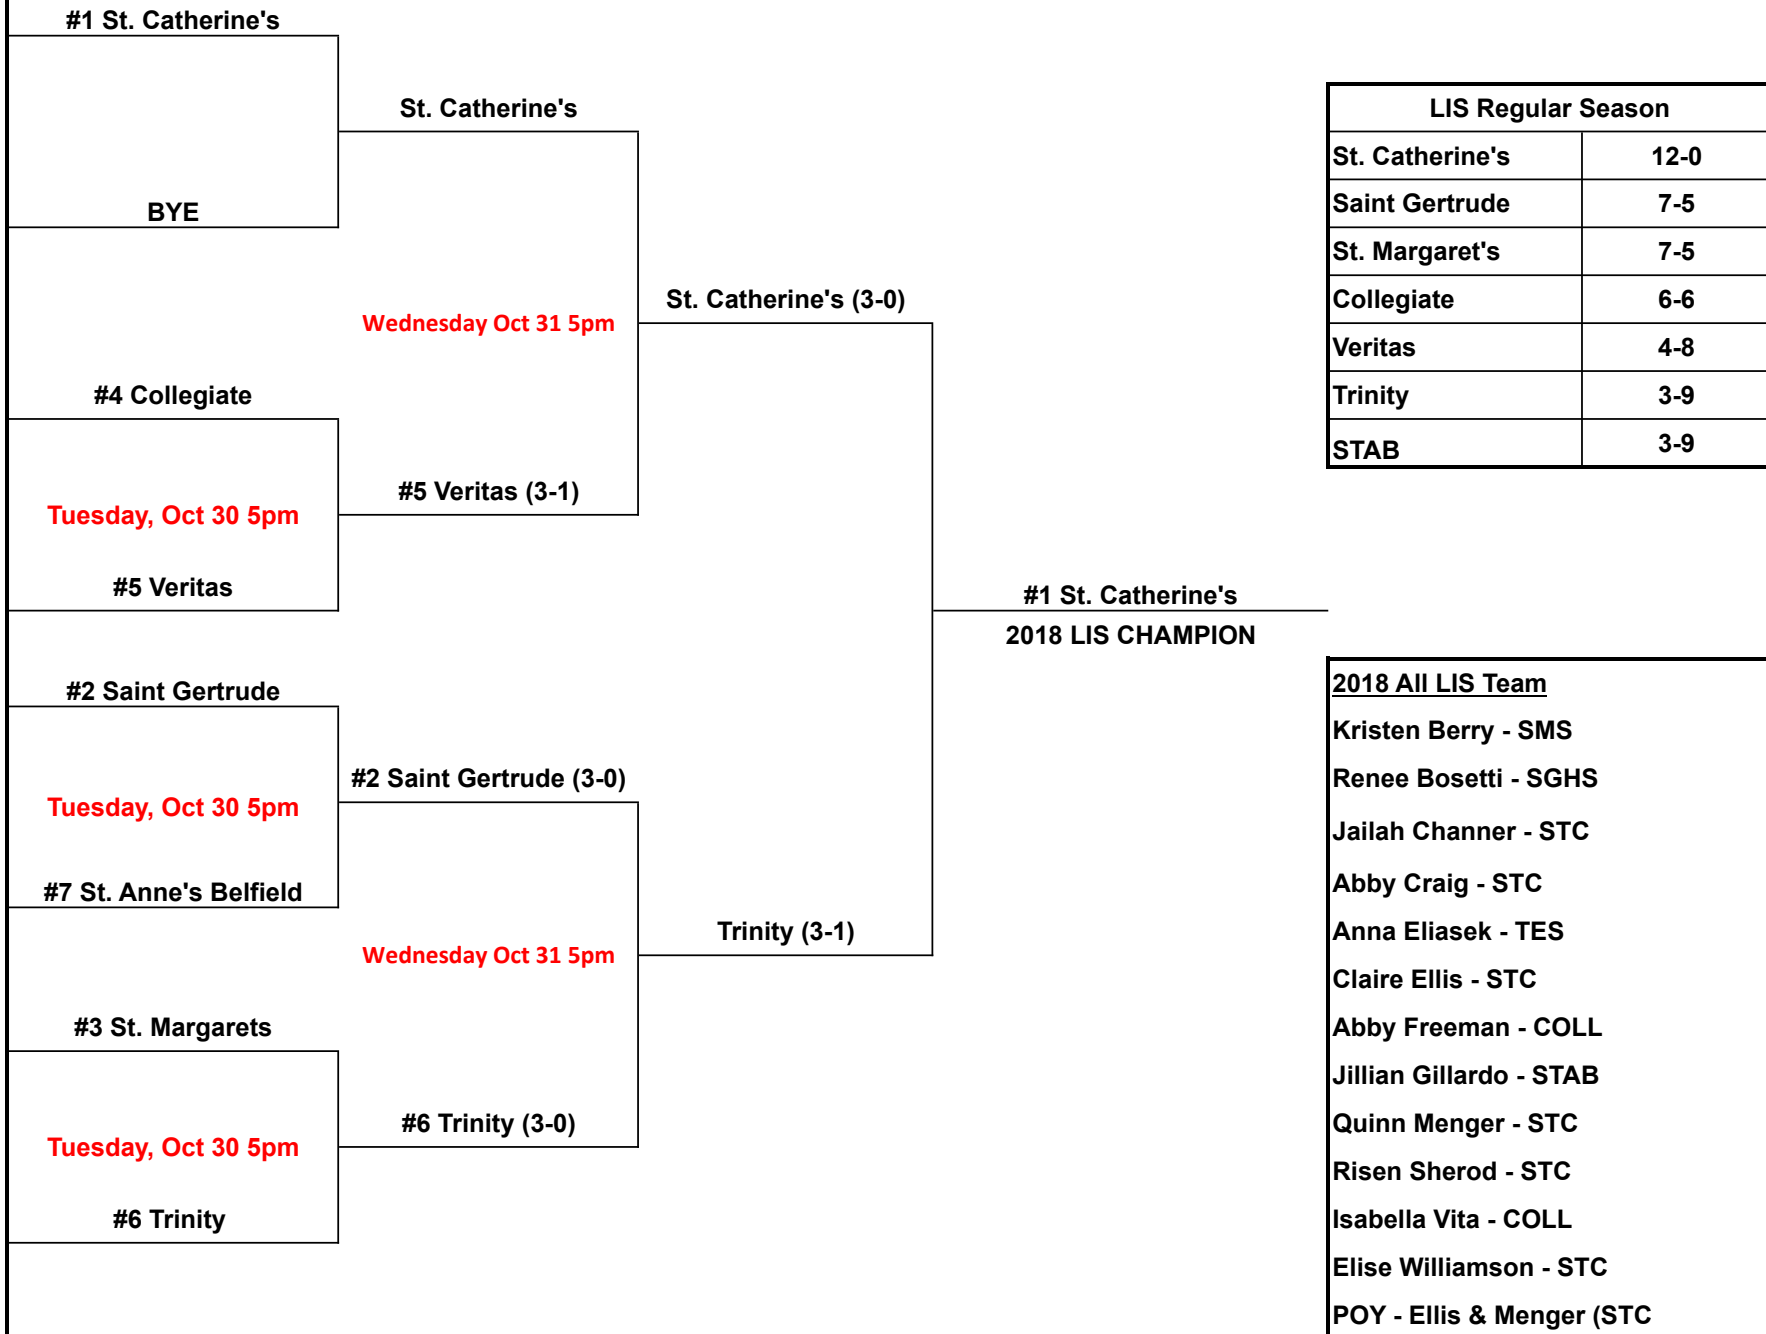 #1 St. Catherine's
St. Catherine's
BYE
Wednesday Oct 31 5pm
St. Catherine's (3-0)
#4 Collegiate
Tuesday, Oct 30 5pm
#5 Veritas (3-1)
#5 Veritas
#1 St. Catherine's
2018 LIS CHAMPION
#2 Saint Gertrude
Tuesday, Oct 30 5pm
#2 Saint Gertrude (3-0)
#7 St. Anne's Belfield
Wednesday Oct 31 5pm
Trinity (3-1)
#3 St. Margarets
Tuesday, Oct 30 5pm
#6 Trinity (3-0)
#6 Trinity
LIS Regular Season
St. Catherine's 12-0
Saint Gertrude 7-5
St. Margaret's 7-5
Collegiate 6-6
Veritas 4-8
Trinity 3-9
STAB 3-9
2018 All LIS Team
Kristen Berry - SMS
Renee Bosetti - SGHS
Jailah Channer - STC
Abby Craig - STC
Anna Eliasek - TES
Claire Ellis - STC
Abby Freeman - COLL
Jillian Gillardo - STAB
Quinn Menger - STC
Risen Sherod - STC
Isabella Vita - COLL
Elise Williamson - STC
POY - Ellis & Menger (STC